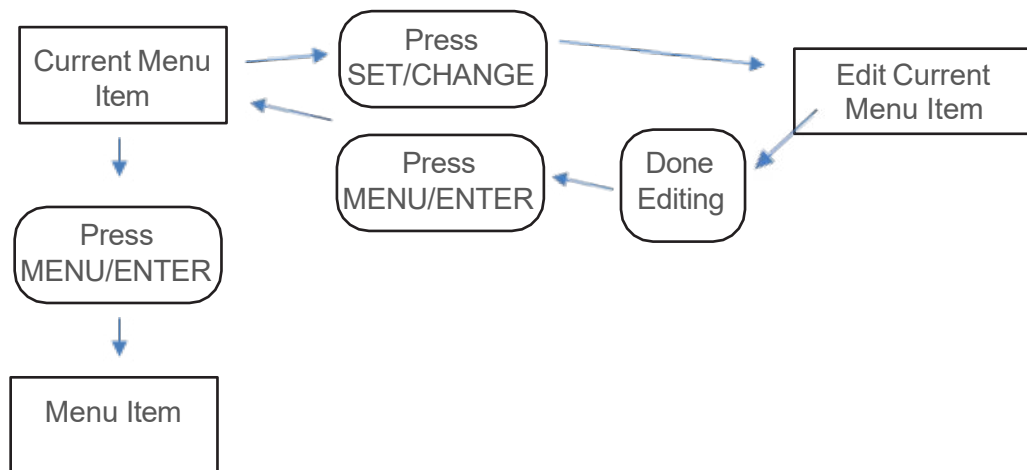 Current Menu
Item
Press
SET/CHANGE
Edit Current
Menu Item
Done
Editing
Press
MENU/ENTER
Press
MENU/ENTER
Menu Item